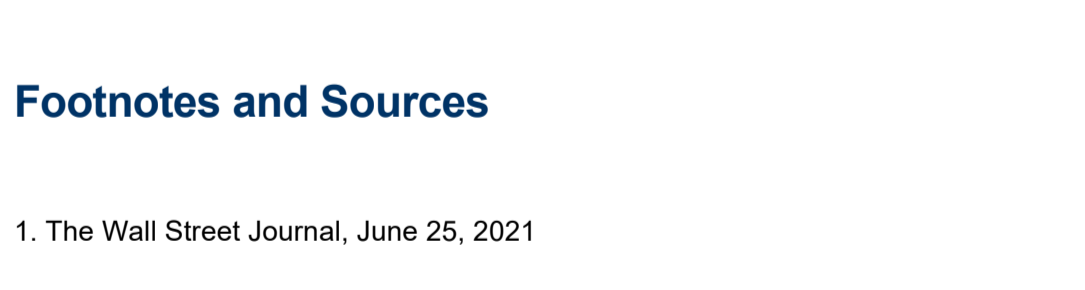 Footnotes and Sources
1. The Wall Street Journal, June 25, 2021